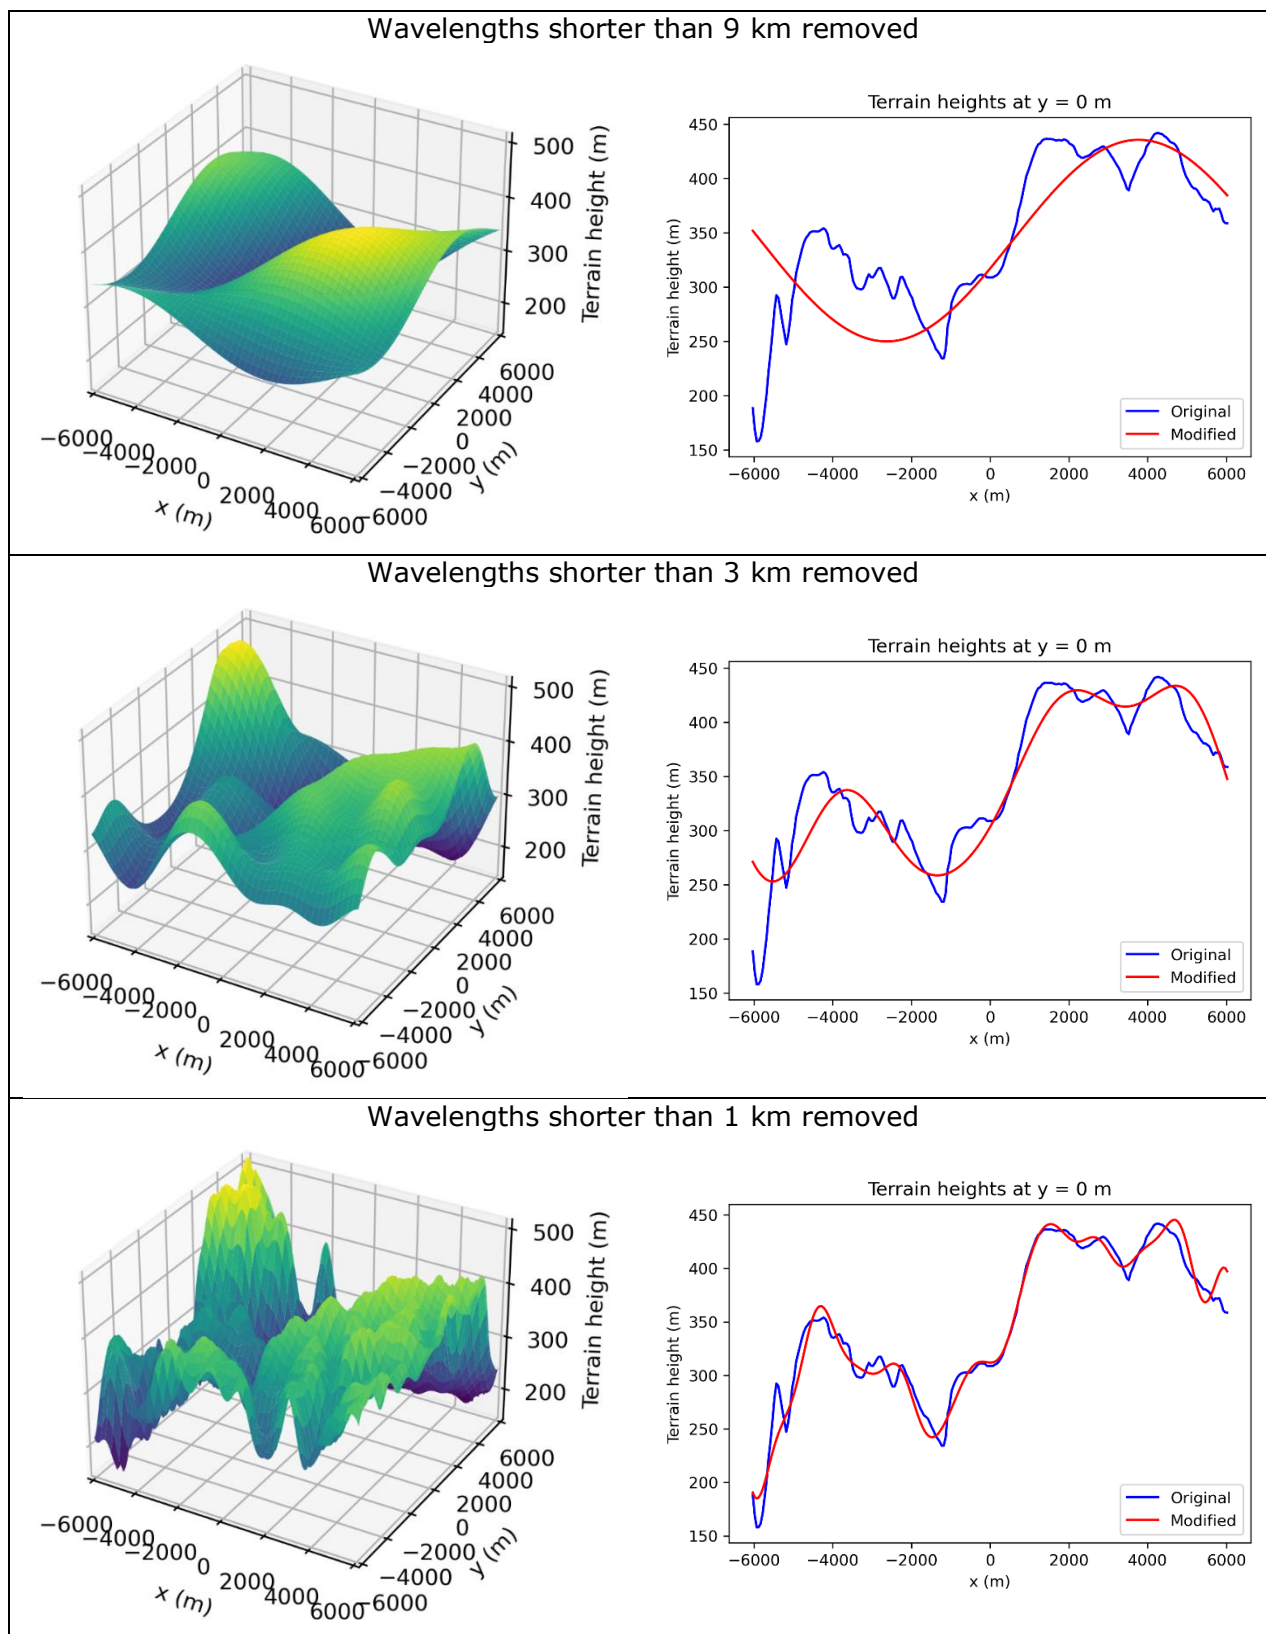 Wavelengths shorter than 9 km removed
500
400
300
200
Terrain height (m)
−6000
−4000
−2000
0
2000
4000
6000
x (m)
6000
4000
2000
0
−2000
−4000
−6000
y (m)
Terrain heights at y = 0 m
450
400
350
300
250
200
150
Terrain height (m)
Original
Modified
−6000 −4000 −2000 0 2000 4000 6000
x (m)
Wavelengths shorter than 3 km removed
500
400
300
200
Terrain height (m)
−6000
−4000
−2000
0
2000
4000
6000
x (m)
6000
4000
2000
0
−2000
−4000
−6000
y (m)
Terrain heights at y = 0 m
450
400
350
300
250
200
150
Terrain height (m)
Original
Modified
−6000 −4000 −2000 0 2000 4000 6000
x (m)
Wavelengths shorter than 1 km removed
500
400
300
200
Terrain height (m)
−6000
−4000
−2000
0
2000
4000
6000
x (m)
6000
4000
2000
0
−2000
−4000
−6000
y (m)
Terrain heights at y = 0 m
450
400
350
300
250
200
150
Terrain height (m)
Original
Modified
−6000 −4000 −2000 0 2000 4000 6000
x (m)